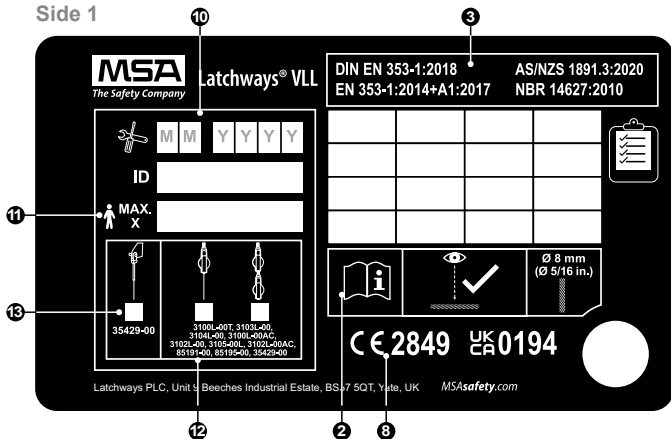 Side 1
10
3
MSA
The Safety Company
Latchways® VLL
DIN EN 353-1:2018
EN 353-1:2014+A1:2017
AS/NZS 1891.3:2020
NBR 14627:2010
M M Y Y Y Y
ID
11
MAX.
X
i
Ø 8 mm
(Ø 5/16 in.)
13
35429-00
3100L-00T, 3103L-00,
3104L-00, 3100L-00AC,
3102L-00, 3105-00L, 3102L-00AC,
85191-00, 85195-00, 35429-00
CE 2849
UK
CA 0194
Latchways PLC, Unit 9 Beeches Industrial Estate, BS37 5QT, Yate, UK
MSAsafety.com
12
2
8